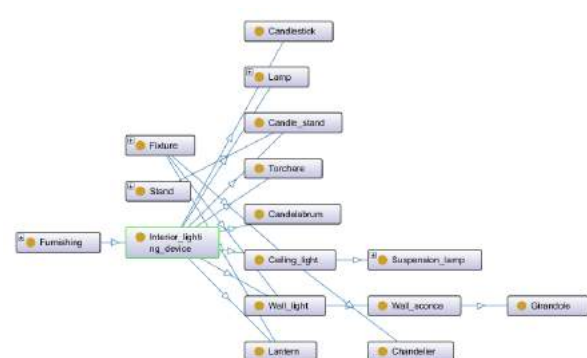 Candlestick
Lamp
Candle_stand
Fixture
Torchere
Stand
Candelabrum
Furnishing
Interior_lighti
ng_device
Ceiling_light
Suspension_lamp
Wall_light
Wall_sconce
Girandole
Lantern
Chandelier